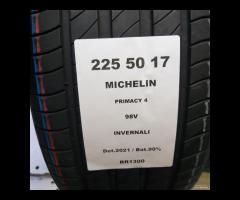 225 50 17
MICHELIN
PRIMACY 4
98V
INVERNALI
Dot.2021 / Bat.90%
BR1300